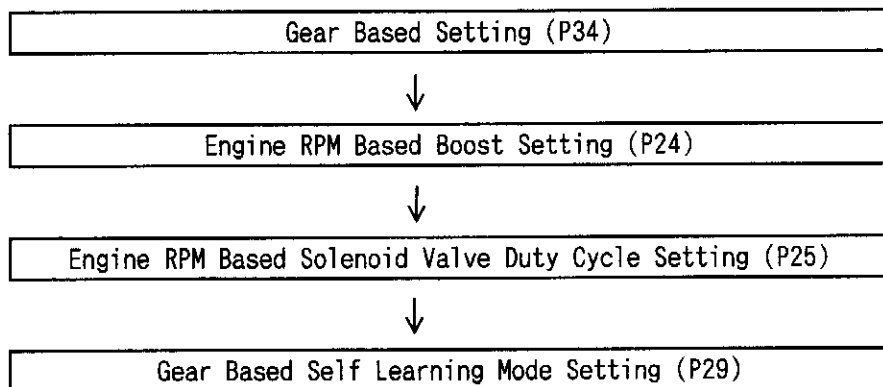 Gear Based Setting (P34)
Engine RPM Based Boost Setting (P24)
Engine RPM Based Solenoid Valve Duty Cycle Setting (P25)
Gear Based Self Learning Mode Setting (P29)